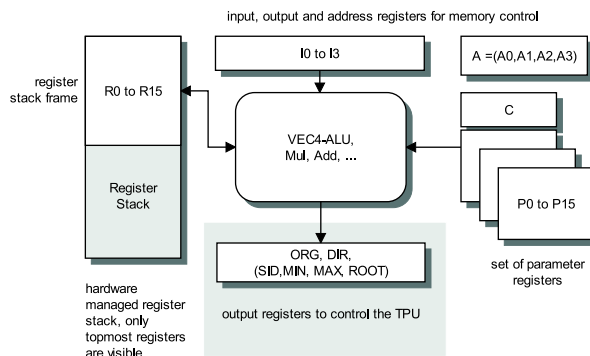 input, output and address registers for memory control
I0 to I3
A =(A0,A1,A2,A3)
register
stack frame
R0 to R15
VEC4-ALU,
Mul, Add, ...
C
P0 to P15
Register
Stack
ORG, DIR,
(SID,MIN, MAX, ROOT)
set of parameter
registers
hardware
managed register
stack, only
topmost registers
are visible
output registers to control the TPU